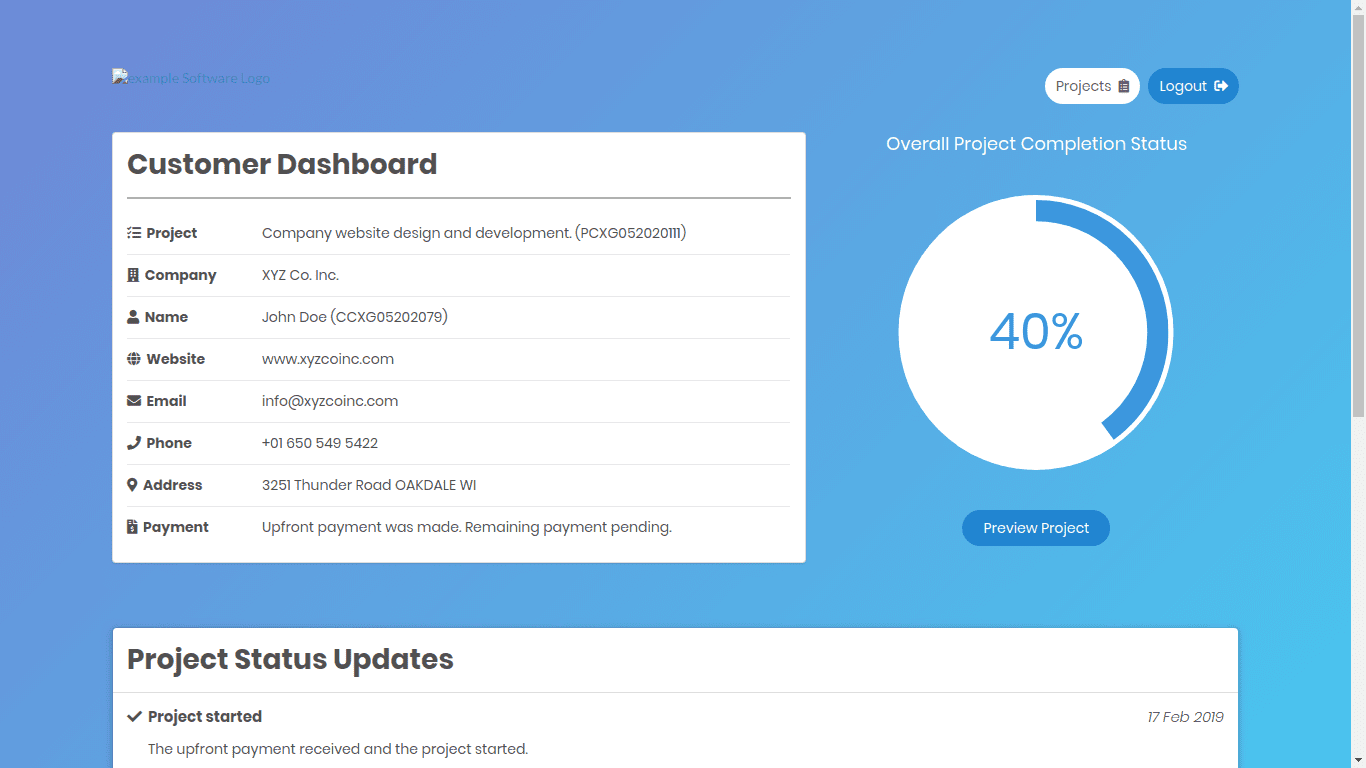 example Software Logo
Projects
Logout
Customer Dashboard
Project Company website design and development. (PCXG052020111)
Company XYZ Co. Inc.
Name John Doe (CCXG05202079)
Website www.xyzcoinc.com
Email info@xyzcoinc.com
Phone +01 650 549 5422
Address 3251 Thunder Road OAKDALE WI
Payment Upfront payment was made. Remaining payment pending.
Overall Project Completion Status
40%
Preview Project
Project Status Updates
Project started 17 Feb 2019
The upfront payment received and the project started.